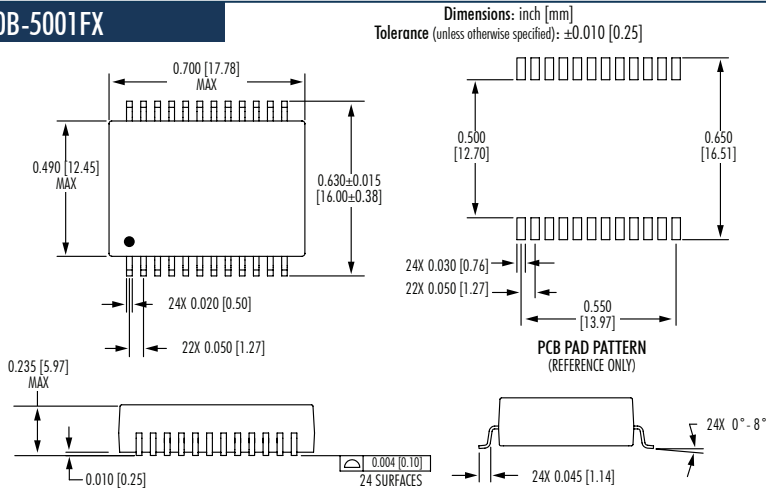 0B-5001FX
Dimensions: inch [mm]
Tolerance (unless otherwise specified): ±0.010 [0.25]
0.700 [17.78]
MAX
0.490 [12.45]
MAX
0.630±0.015
[16.00±0.38]
24X 0.020 [0.50]
22X 0.050 [1.27]
0.500
[12.70]
0.650
[16.51]
24X 0.030 [0.76]
22X 0.050 [1.27]
0.550
[13.97]
PCB PAD PATTERN
(REFERENCE ONLY)
0.235 [5.97]
MAX
0.010 [0.25]
0.004 [0.10]
24 SURFACES
24X 0.045 [1.14]
24X 0°-8°